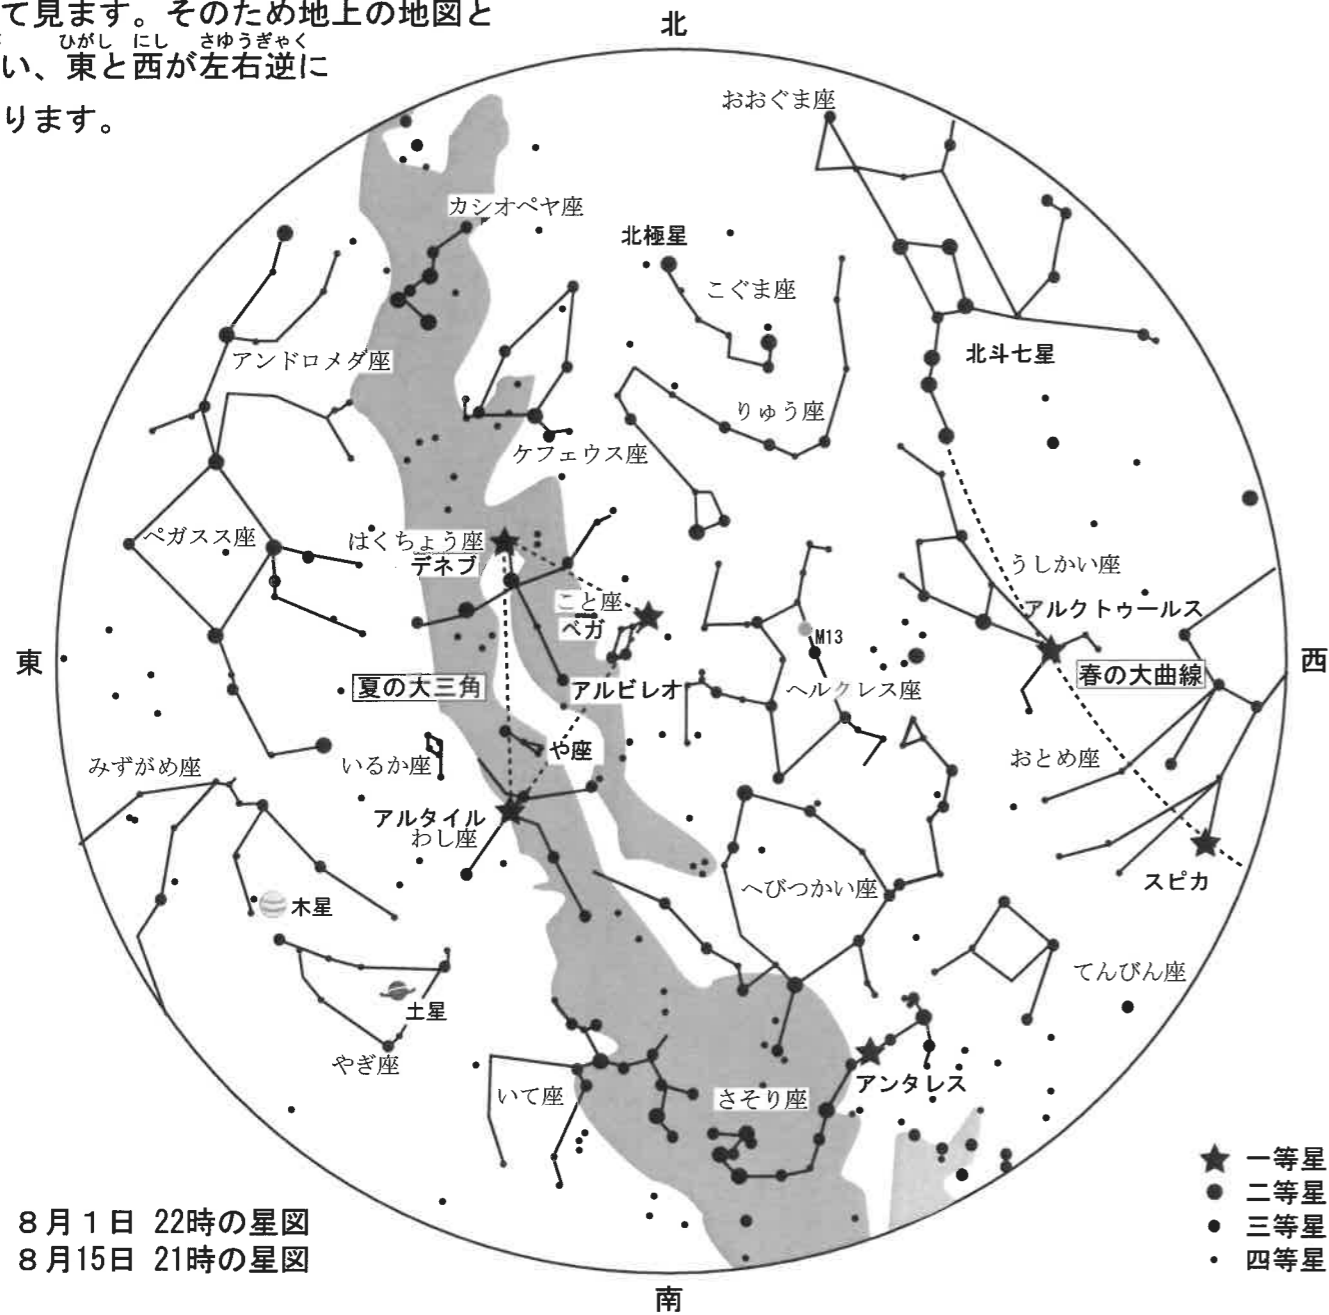 て見ます。そのため地上の地図と
ひがし にし さゆうぎゃく
い、東と西が左右逆に
ります。
北
おおぐま座
カシオペヤ座
北極星
こぐま座
北斗七星
アンドロメダ座
りゅう座
ケフェウス座
ペガスス座
はくちょう座
デネブ
うしかい座
アルクトゥールス
こと座
ベガ
M13
東
西
夏の大三角
アルビレオ
ヘルクレス座
春の大曲線
みずがめ座
いるか座
や座
おとめ座
アルタイル
わし座
へびつかい座
スピカ
木星
てんびん座
土星
やぎ座
いて座
さそり座
アンタレス
一等星
二等星
三等星
四等星
8月1日 22時の星図
8月15日 21時の星図
南